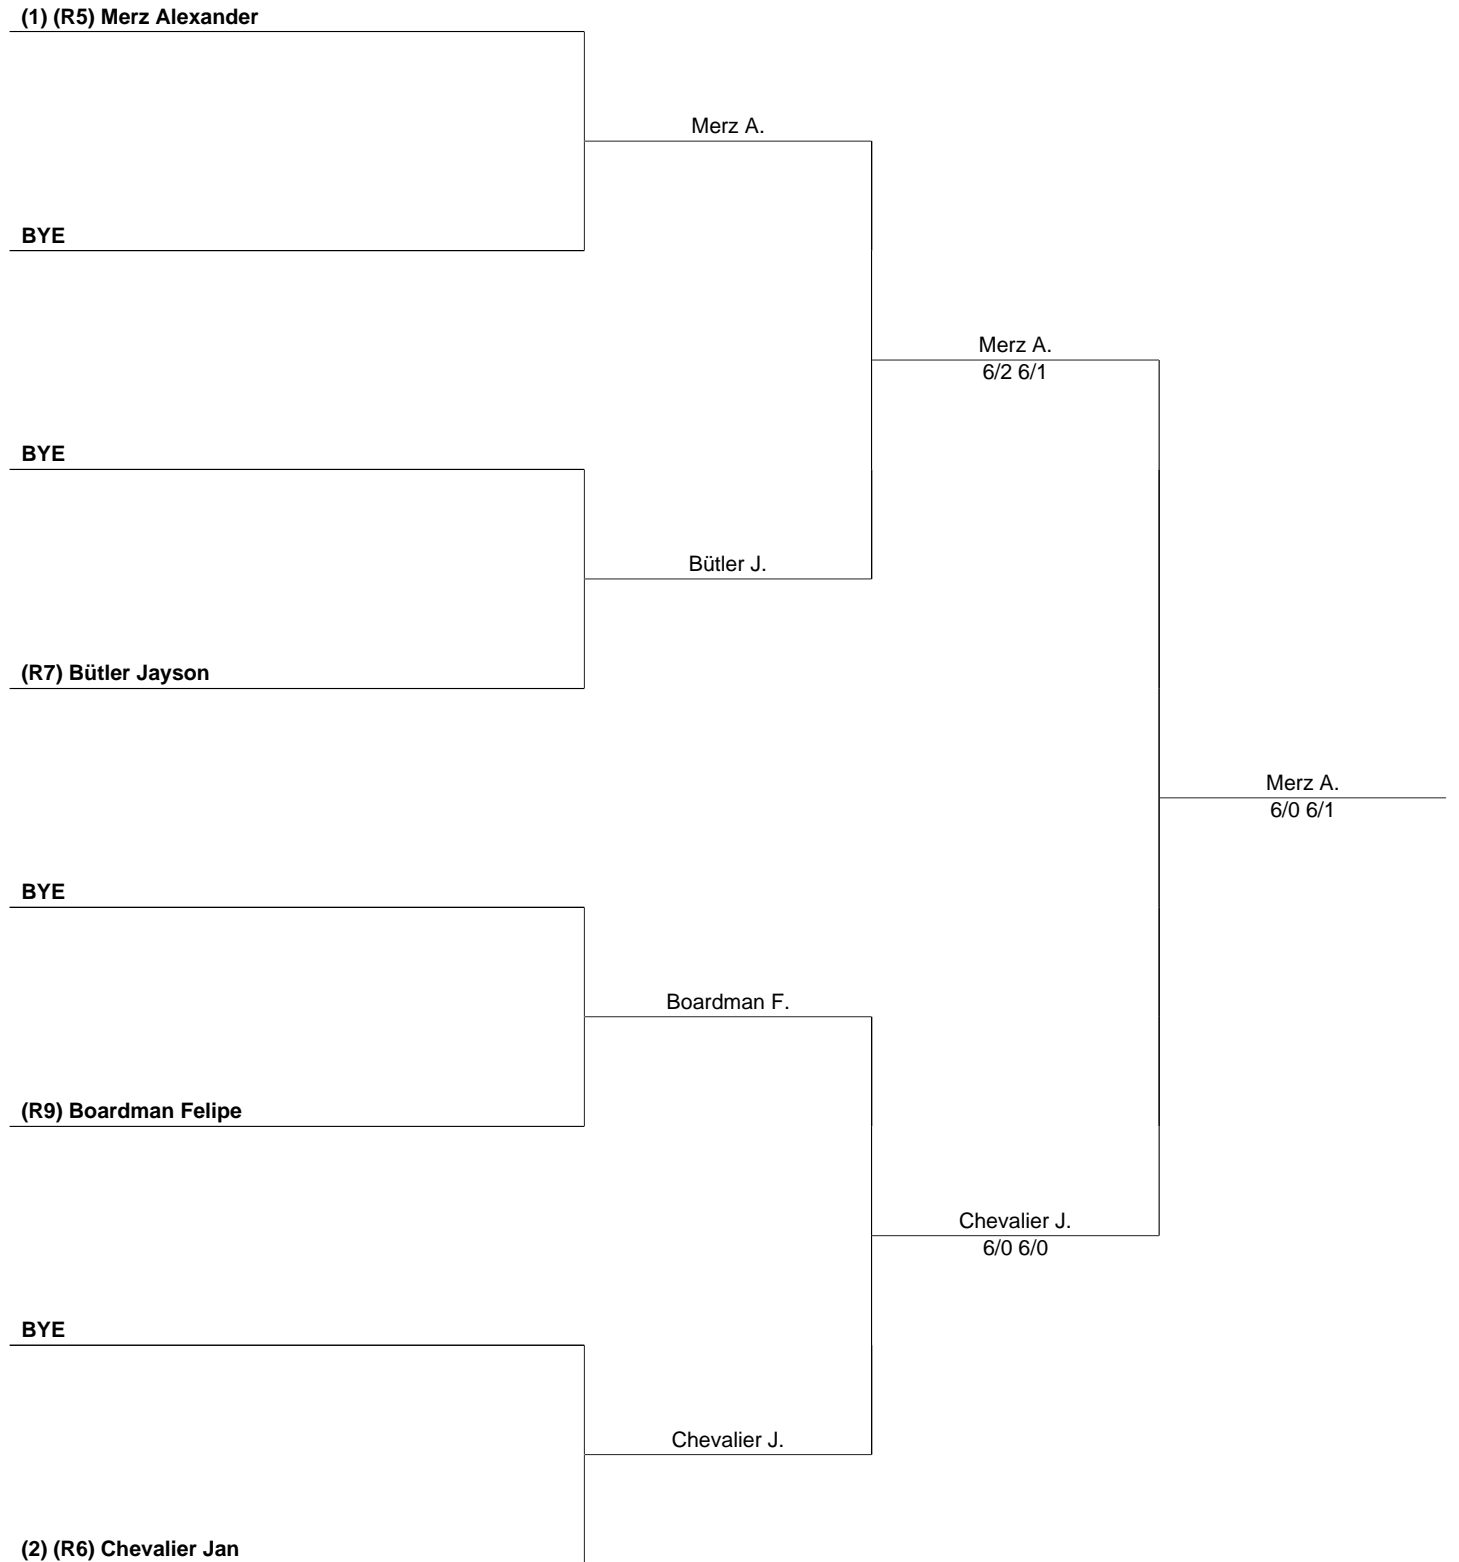 (1) (R5) Merz Alexander
Merz A.
BYE
Merz A.
6/2 6/1
BYE
Bütler J.
(R7) Bütler Jayson
Merz A.
6/0 6/1
BYE
Boardman F.
(R9) Boardman Felipe
Chevalier J.
6/0 6/0
BYE
Chevalier J.
(2) (R6) Chevalier Jan